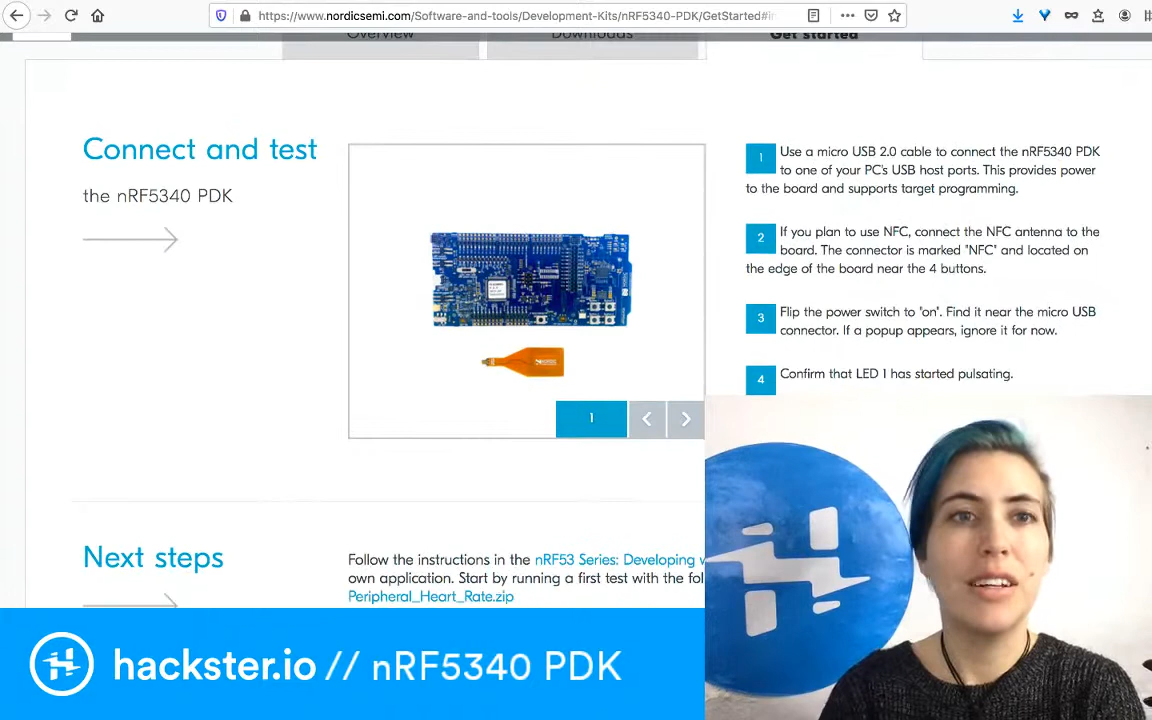 https://www.nordicsemi.com/Software-and-tools/Development-Kits/nRF5340-PDK/GetStarted#in
Overview
Downloads
Get started
Connect and test
the nRF5340 PDK
1
1 Use a micro USB 2.0 cable to connect the nRF5340 PDK
to one of your PC's USB host ports. This provides power
to the board and supports target programming.
2 If you plan to use NFC, connect the NFC antenna to the
board. The connector is marked "NFC" and located on
the edge of the board near the 4 buttons.
3 Flip the power switch to "on". Find it near the micro USB
connector. If a popup appears, ignore it for now.
4 Confirm that LED 1 has started pulsating.
Next steps
Follow the instructions in the nRF53 Series: Developing
own application. Start by running a first test with the
Peripheral_Heart_Rate.zip
hackster.io // nRF5340 PDK